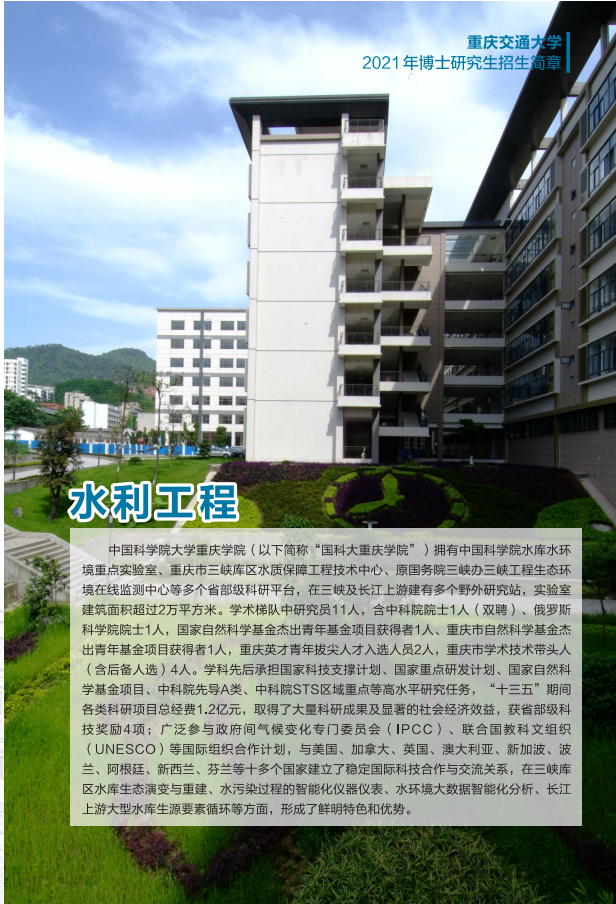 重庆交通大学
2021年博士研究生招生简章
水利工程
中国科学院大学重庆学院（以下简称“国科大重庆学院”）拥有中国科学院水库水环
境重点实验室、重庆市三峡库区水质保障工程技术中心、原国务院三峡办三峡工程生态环
境在线监测中心等多个省部级科研平台，在三峡及长江上游建有多个野外研究站，实验室
建筑面积超过2万平方米。学术梯队中研究员11人，含中科院院士1人（双聘）、俄罗斯
科学院院士1人，国家自然科学基金杰出青年基金项目获得者1人、重庆市自然科学基金杰
出青年基金项目获得者1人，重庆英才青年拔尖人才入选人员2人，重庆市学术技术带头人
（含后备人选）4人。学科先后承担国家科技支撑计划、国家重点研发计划、国家自然科
学基金项目、中科院先导A类、中科院STS区域重点等高水平研究任务，“十三五”期间
各类科研项目总经费1.2亿元，取得了大量科研成果及显著的社会经济效益，获省部级科
技奖励4项；广泛参与政府间气候变化专门委员会（IPCC）、联合国教科文组织
（UNESCO）等国际组织合作计划，与美国、加拿大、英国、澳大利亚、新加坡、波
兰、阿根廷、新西兰、芬兰等十多个国家建立了稳定国际科技合作与交流关系，在三峡库
区水库生态演变与重建、水污染过程的智能化仪器仪表、水环境大数据智能化分析、长江
上游大型水库生源要素循环等方面，形成了鲜明特色和优势。